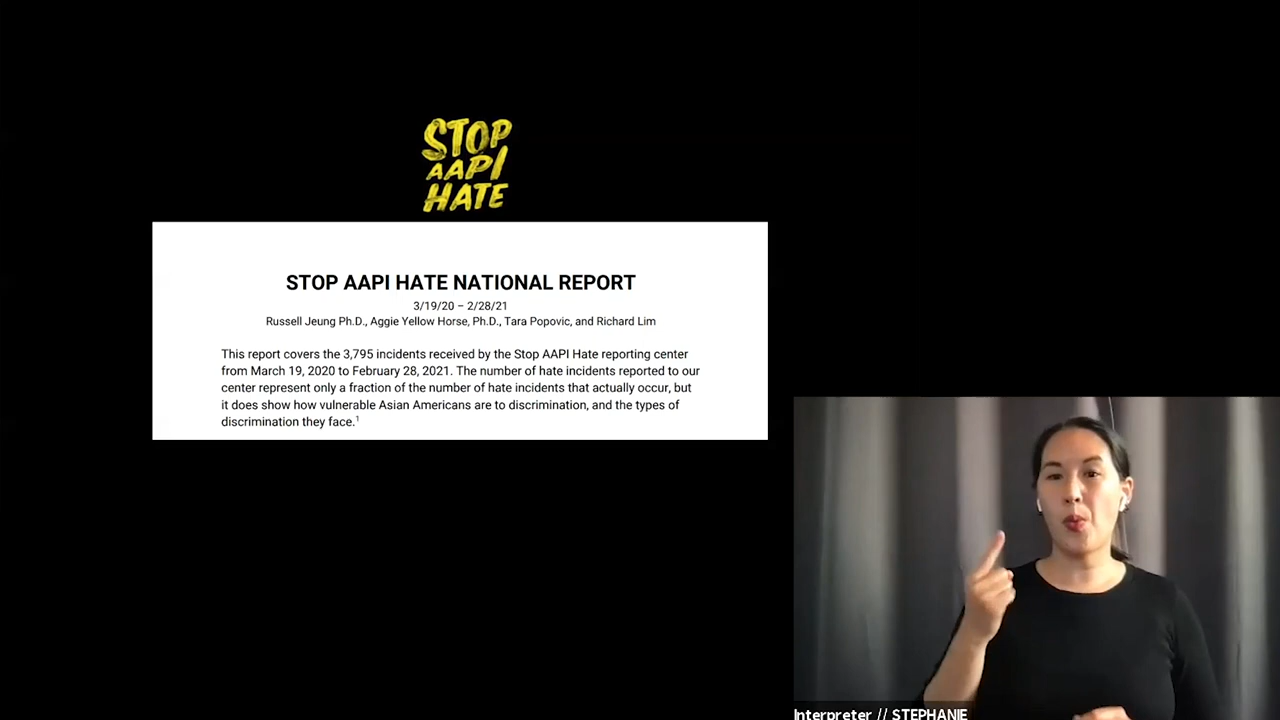 STOP
AAPI
HATE
STOP AAPI HATE NATIONAL REPORT
3/19/20 – 2/28/21
Russell Jeung Ph.D., Aggie Yellow Horse, Ph.D., Tara Popovic, and Richard Lim
This report covers the 3,795 incidents received by the Stop AAPI Hate reporting center
from March 19, 2020 to February 28, 2021. The number of hate incidents reported to our
center represent only a fraction of the number of hate incidents that actually occur, but
it does show how vulnerable Asian Americans are to discrimination, and the types of
discrimination they face.¹
Interpreter // STEPHANIE